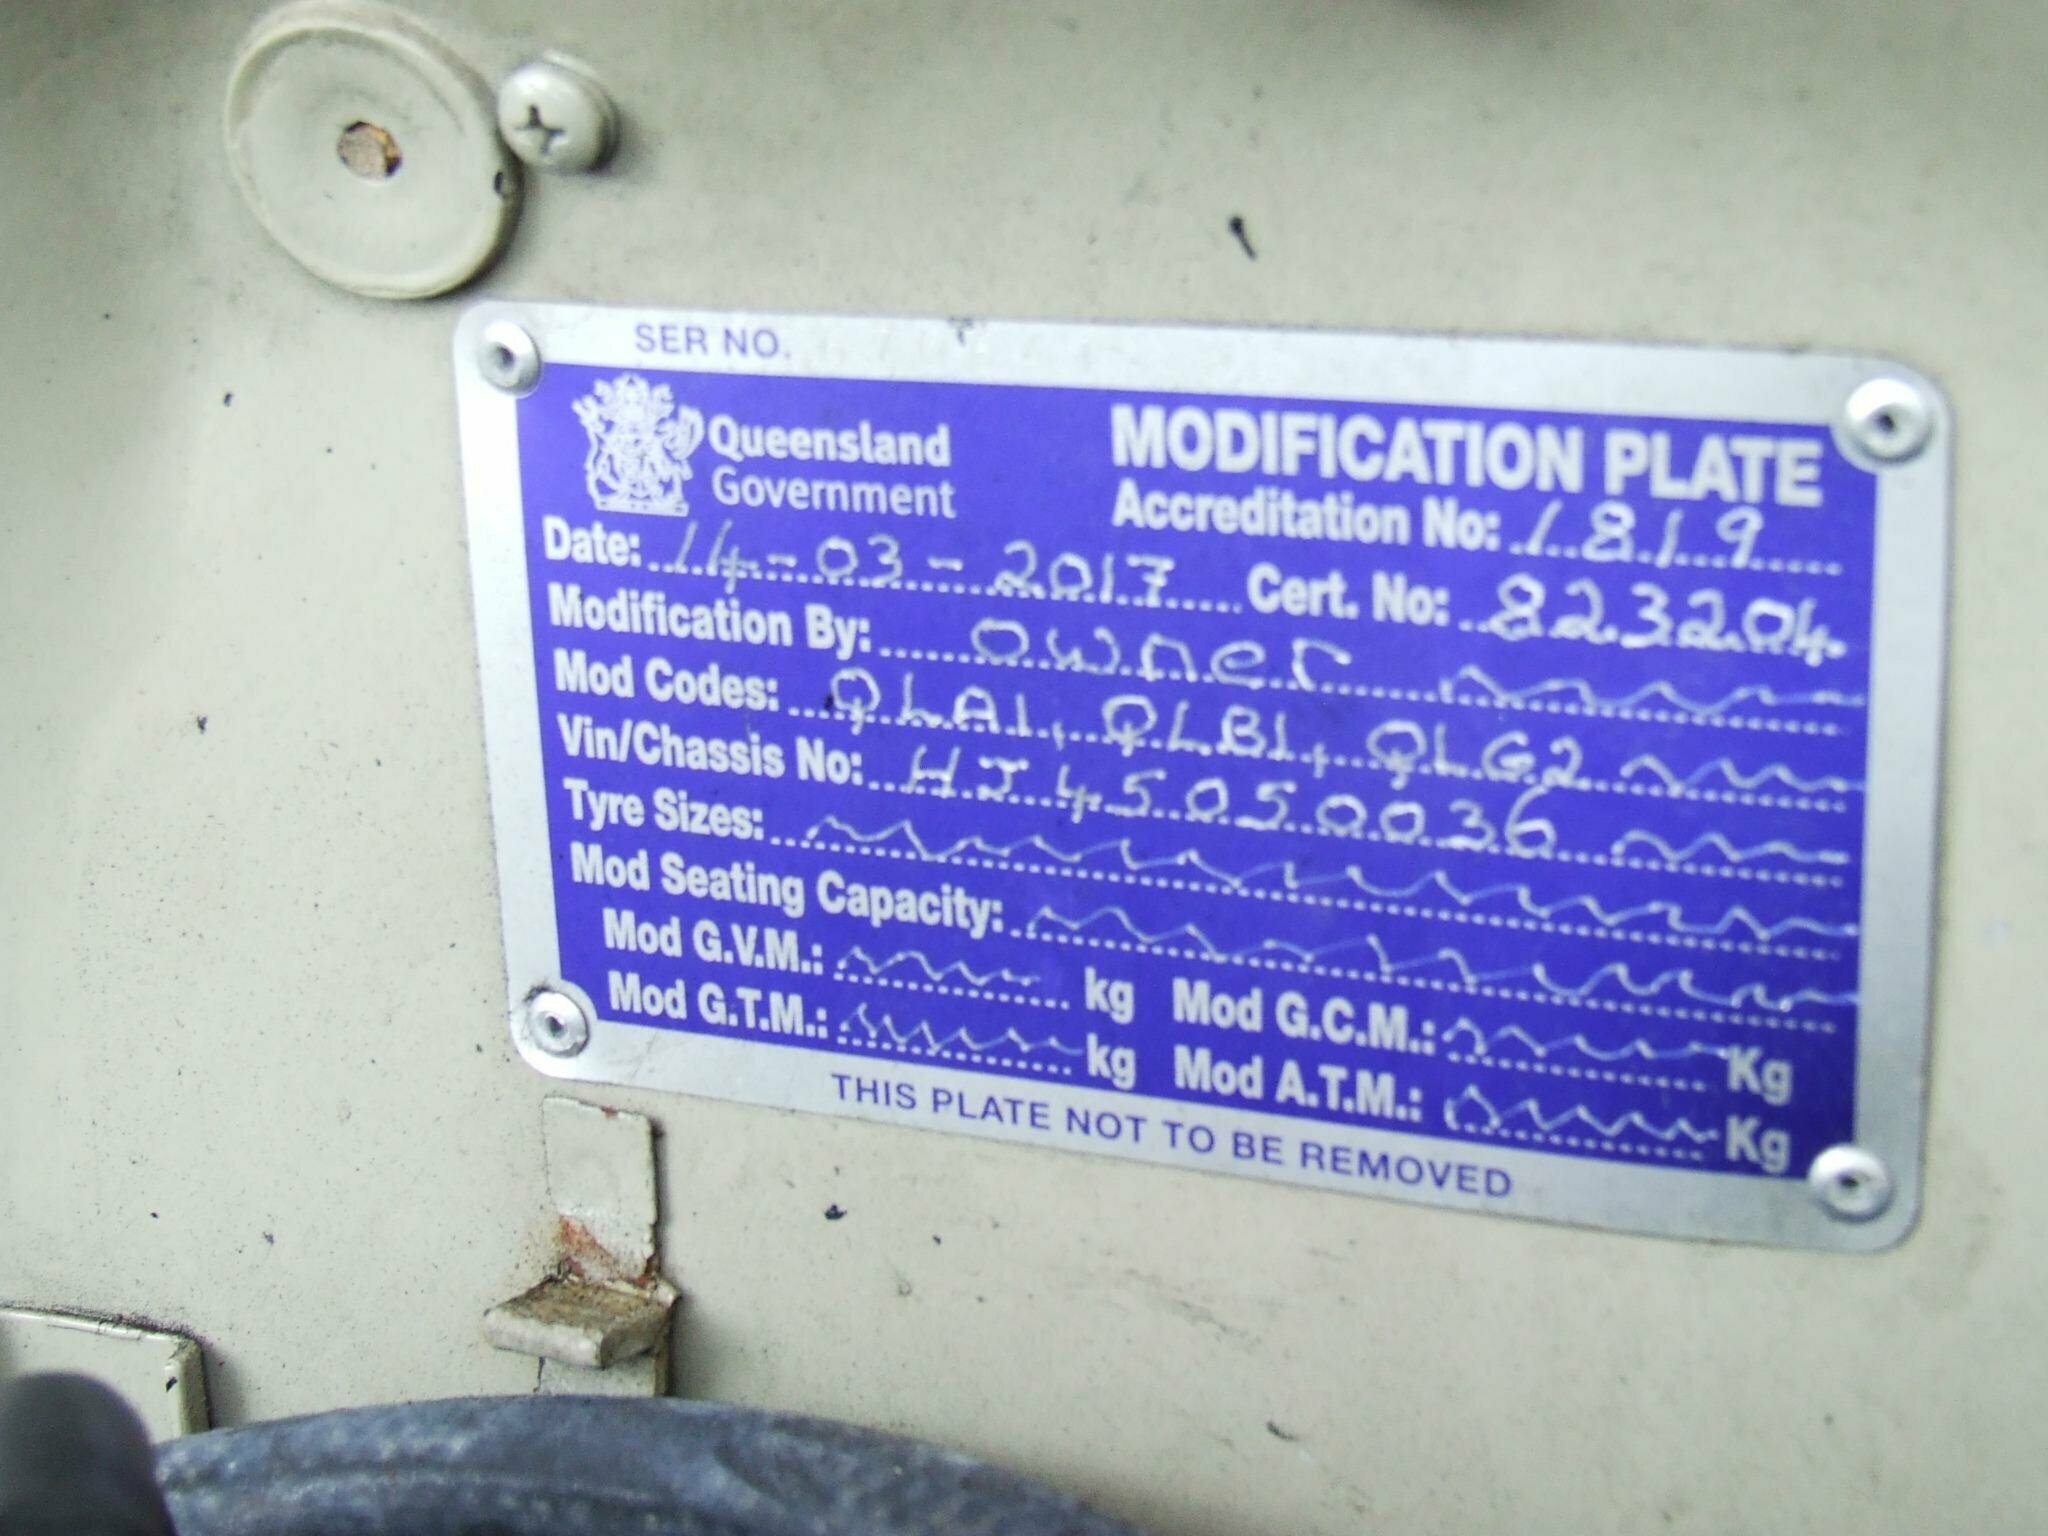 SER NO.
Queensland
Government
MODIFICATION PLATE
Accreditation No: 1819
Date: 14-03-2017 Cert. No: 823204
Modification By: owner
Mod Codes: QLA1, QLB1, QLG2
Vin/Chassis No: HJ45050036
Tyre Sizes:
Mod Seating Capacity:
Mod G.V.M.: kg Mod G.C.M.: Kg
Mod G.T.M.: kg Mod A.T.M.: Kg
THIS PLATE NOT TO BE REMOVED